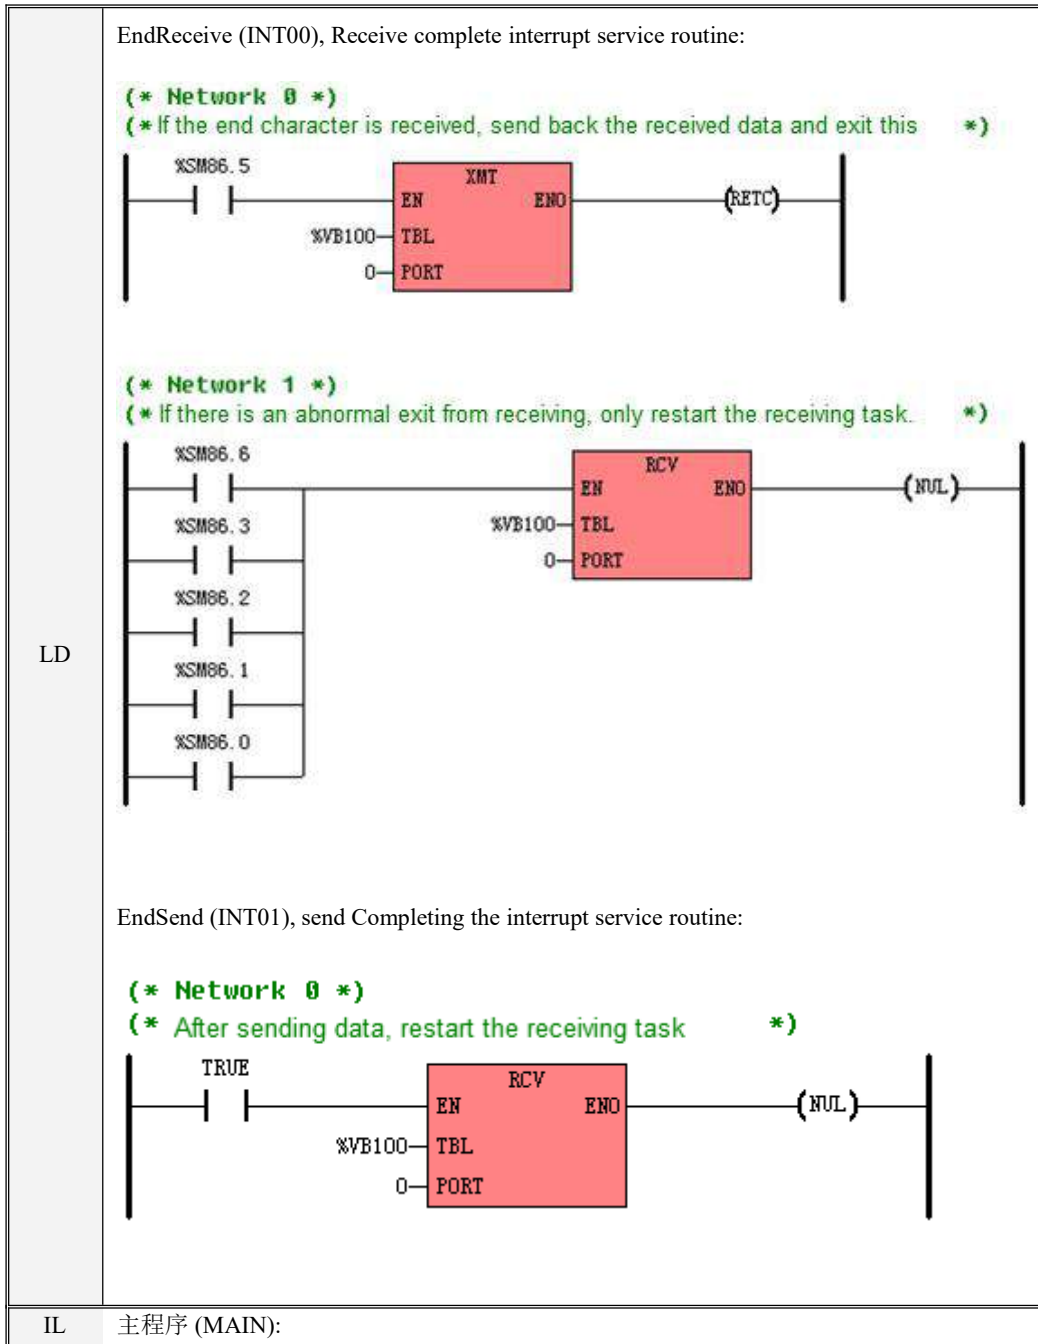 EndReceive (INT00), Receive complete interrupt service routine:
(* Network 0 *)
(* If the end character is received, send back the received data and exit this *)
%SM86.5
XMT
EN ENO
(RETC)
%VB100 TBL
0 PORT
(* Network 1 *)
(* If there is an abnormal exit from receiving, only restart the receiving task. *)
%SM86.6
RCV
EN ENO
(NUL)
%SM86.3
%VB100 TBL
0 PORT
%SM86.2
LD
%SM86.1
%SM86.0
EndSend (INT01), send Completing the interrupt service routine:
(* Network 0 *)
(* After sending data, restart the receiving task *)
TRUE
RCV
EN ENO
(NUL)
%VB100 TBL
0 PORT
IL 主程序 (MAIN):